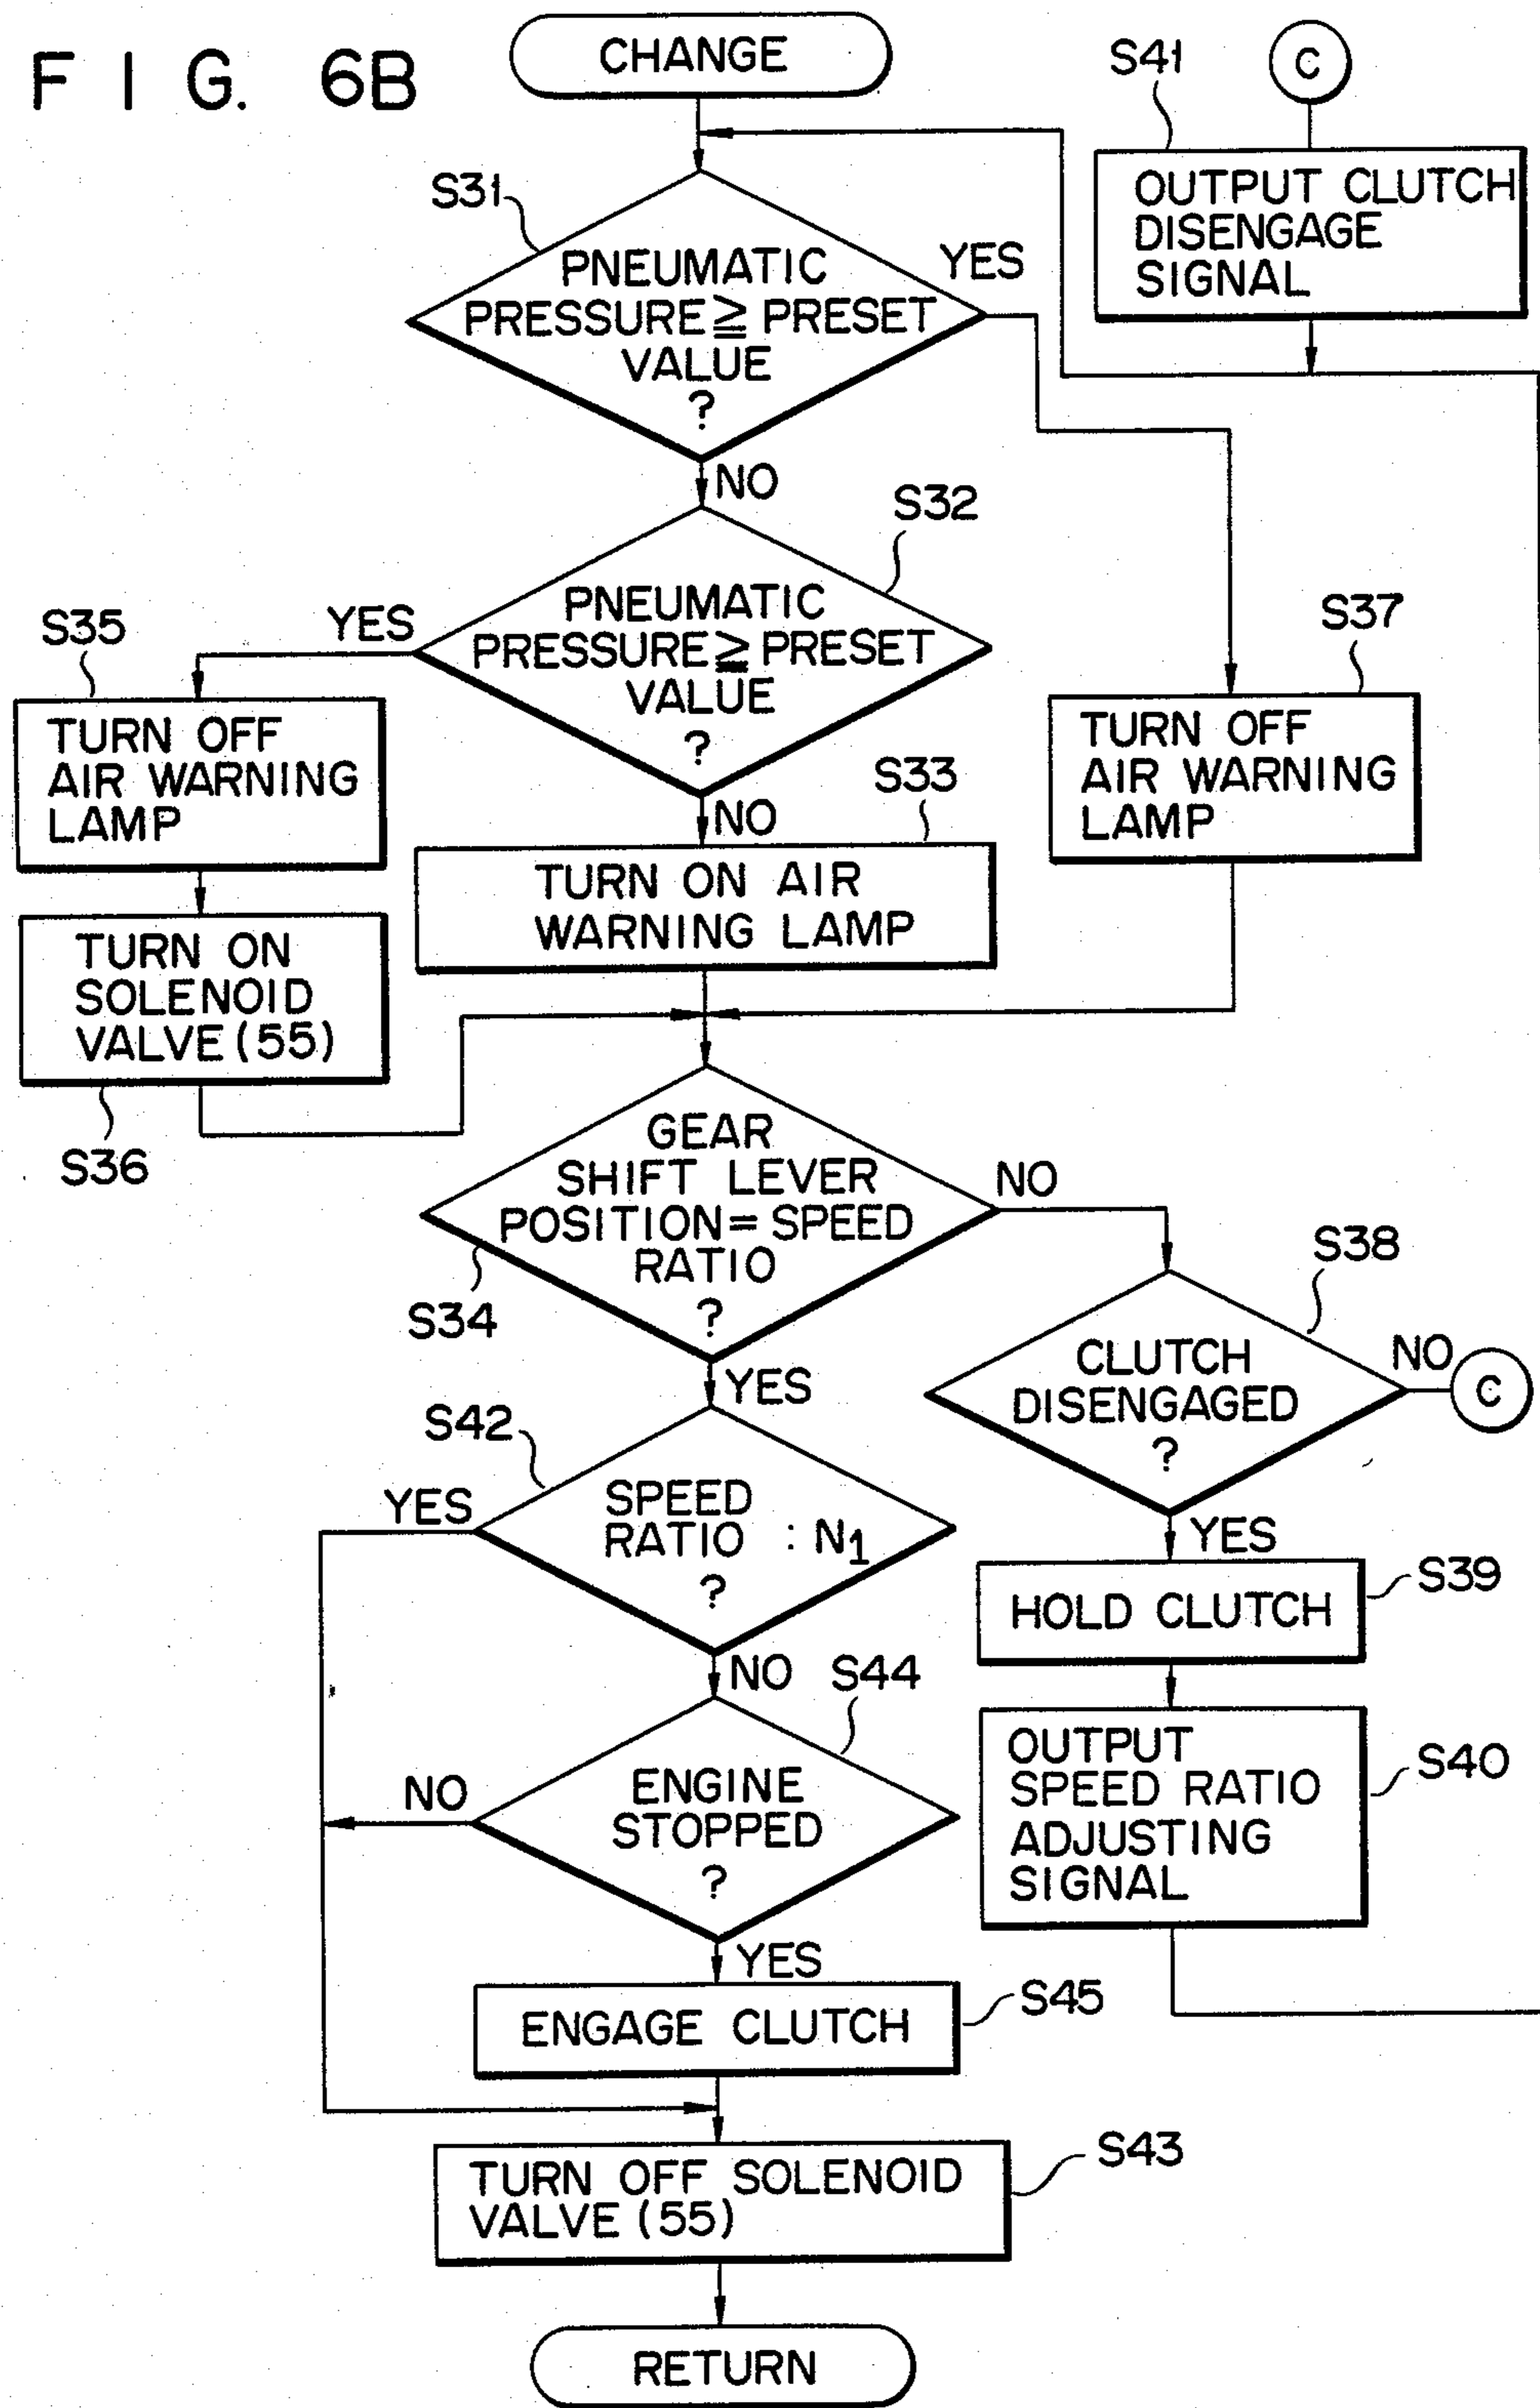 FIG. 6B
CHANGE
S41
C
OUTPUT CLUTCH
DISENGAGE
SIGNAL
S31
PNEUMATIC
PRESSURE≧PRESET
VALUE
?
YES
NO
S32
PNEUMATIC
PRESSURE≧PRESET
VALUE
?
YES
NO
S35
TURN OFF
AIR WARNING
LAMP
S37
TURN OFF
AIR WARNING
LAMP
S33
TURN ON AIR
WARNING LAMP
TURN ON
SOLENOID
VALVE (55)
S36
GEAR
SHIFT LEVER
POSITION=SPEED
RATIO
?
S34
NO
YES
S38
CLUTCH
DISENGAGED
?
NO
C
YES
S42
SPEED
RATIO : N1
?
YES
NO
S39
HOLD CLUTCH
S44
ENGINE
STOPPED
?
NO
YES
OUTPUT
SPEED RATIO
ADJUSTING
SIGNAL
S40
ENGAGE CLUTCH
S45
TURN OFF SOLENOID
VALVE (55)
S43
RETURN